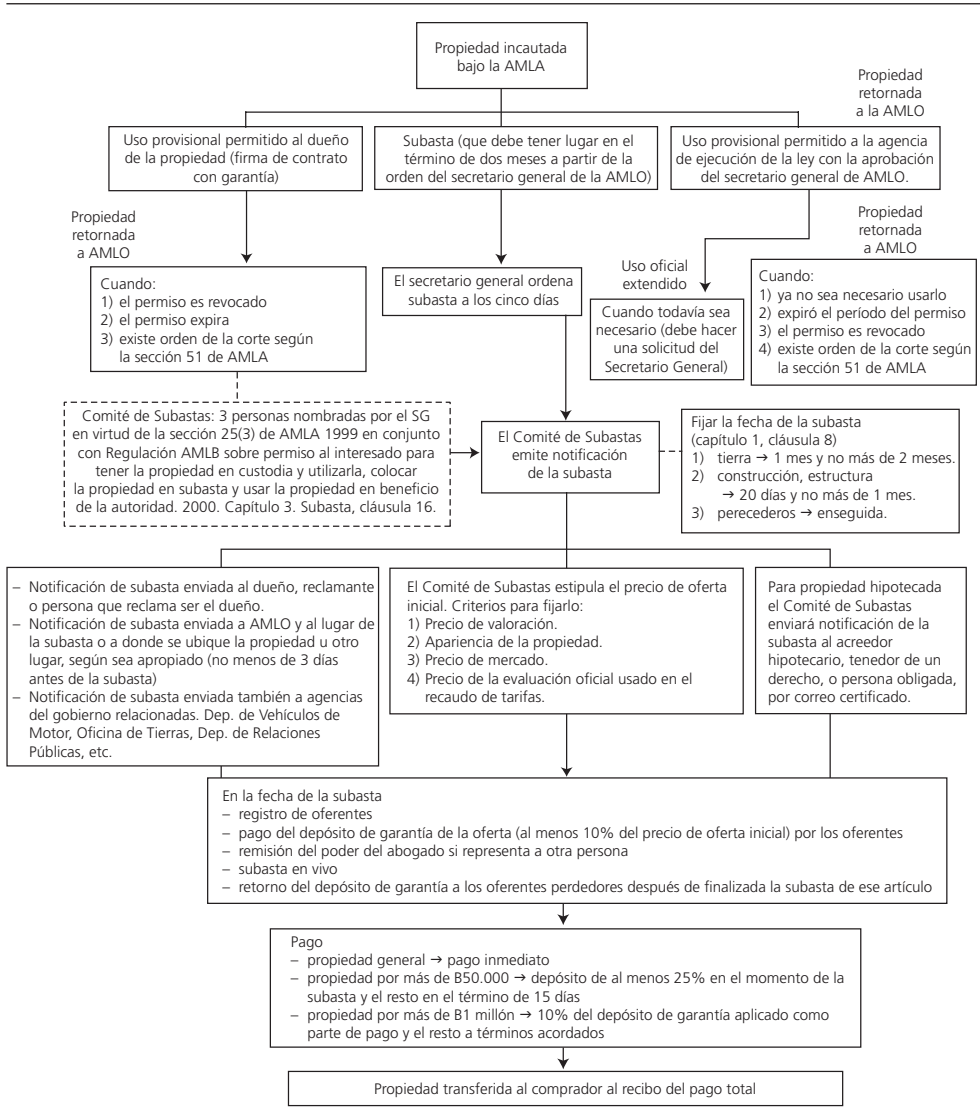 Propiedad incautada
bajo la AMLA
Propiedad
retornada
a la AMLO
Uso provisional permitido al dueño
de la propiedad (firma de contrato
con garantía)
Subasta (que debe tener lugar en el
término de dos meses a partir de la
orden del secretario general de la AMLO)
Uso provisional permitido a la agencia
de ejecución de la ley con la aprobación
del secretario general de AMLO.
Propiedad
retornada
a AMLO
Cuando:
1) el permiso es revocado
2) el permiso expira
3) existe orden de la corte según
la sección 51 de AMLA
El secretario general ordena
subasta a los cinco días
Uso oficial
extendido
Cuando todavía sea
necesario (debe hacer
una solicitud del
Secretario General)
Propiedad
retornada
a AMLO
Cuando:
1) ya no sea necesario usarlo
2) expiró el período del permiso
3) el permiso es revocado
4) existe orden de la corte según
la sección 51 de AMLA
Comité de Subastas: 3 personas nombradas por el SG
en virtud de la sección 25(3) de AMLA 1999 en conjunto
con Regulación AMLB sobre permiso al interesado para
tener la propiedad en custodia y utilizarla, colocar
la propiedad en subasta y usar la propiedad en beneficio
de la autoridad. 2000. Capítulo 3. Subasta, cláusula 16.
El Comité de Subastas
emite notificación
de la subasta
Fijar la fecha de la subasta
(capítulo 1, cláusula 8)
1) tierra → 1 mes y no más de 2 meses.
2) construcción, estructura
→ 20 días y no más de 1 mes.
3) perecederos → enseguida.
– Notificación de subasta enviada al dueño, reclamante
o persona que reclama ser el dueño.
– Notificación de subasta enviada a AMLO y al lugar de
la subasta o a donde se ubique la propiedad u otro
lugar, según sea apropiado (no menos de 3 días
antes de la subasta)
– Notificación de subasta enviada también a agencias
del gobierno relacionadas. Dep. de Vehículos de
Motor, Oficina de Tierras, Dep. de Relaciones
Públicas, etc.
El Comité de Subastas estipula el precio de oferta
inicial. Criterios para fijarlo:
1) Precio de valoración.
2) Apariencia de la propiedad.
3) Precio de mercado.
4) Precio de la evaluación oficial usado en el
recaudo de tarifas.
Para propiedad hipotecada
el Comité de Subastas
enviará notificación de la
subasta al acreedor
hipotecario, tenedor de un
derecho, o persona obligada,
por correo certificado.
En la fecha de la subasta
– registro de oferentes
– pago del depósito de garantía de la oferta (al menos 10% del precio de oferta inicial) por los oferentes
– remisión del poder del abogado si representa a otra persona
– subasta en vivo
– retorno del depósito de garantía a los oferentes perdedores después de finalizada la subasta de ese artículo
Pago
– propiedad general → pago inmediato
– propiedad por más de B50.000 → depósito de al menos 25% en el momento de la
subasta y el resto en el término de 15 días
– propiedad por más de B1 millón → 10% del depósito de garantía aplicado como
parte de pago y el resto a términos acordados
Propiedad transferida al comprador al recibo del pago total